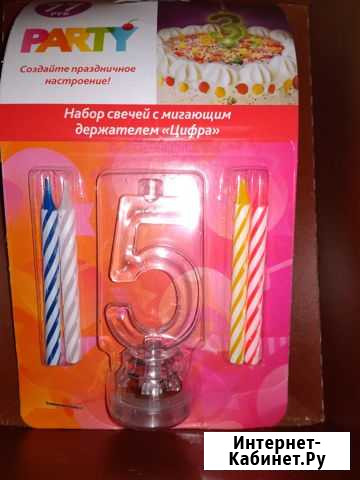 PARTY
Создайте праздничное
настроение!
Набор свечей с мигающим
держателем «Цифра»
5
Интернет-
Кабинет.Ру